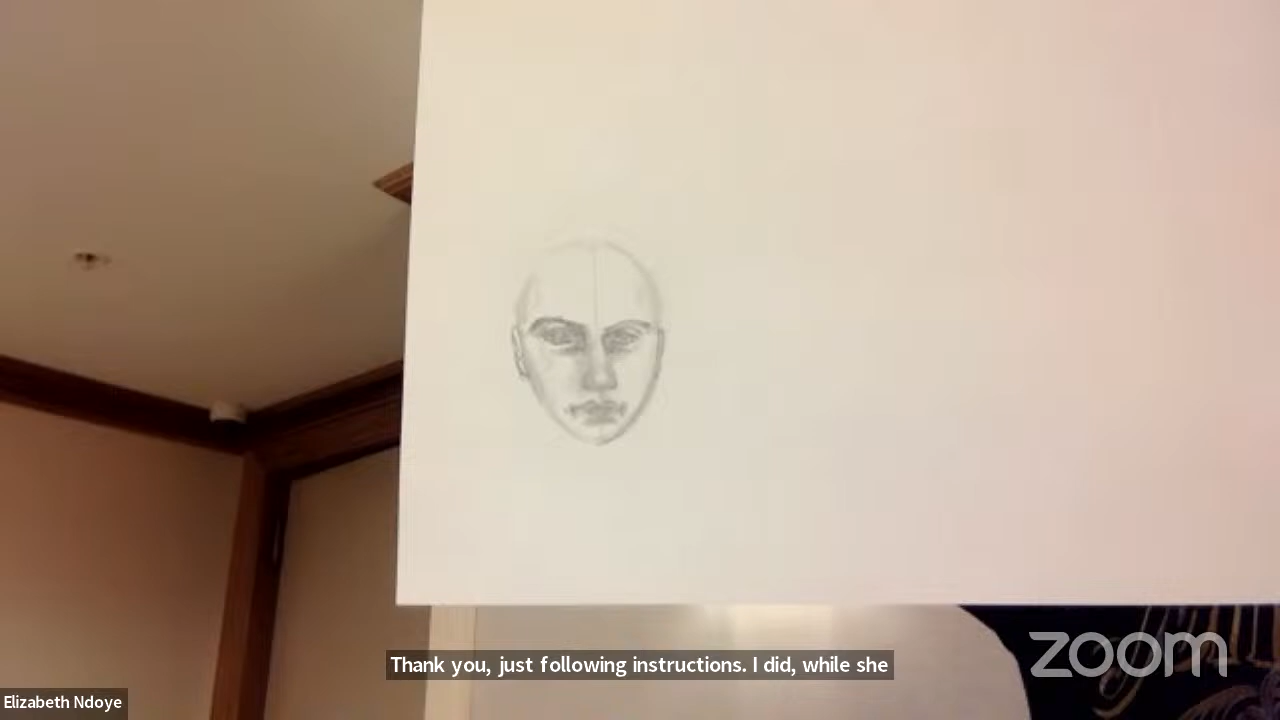 Thank you, just following instructions. I did, while she
zoom
Elizabeth Ndoye